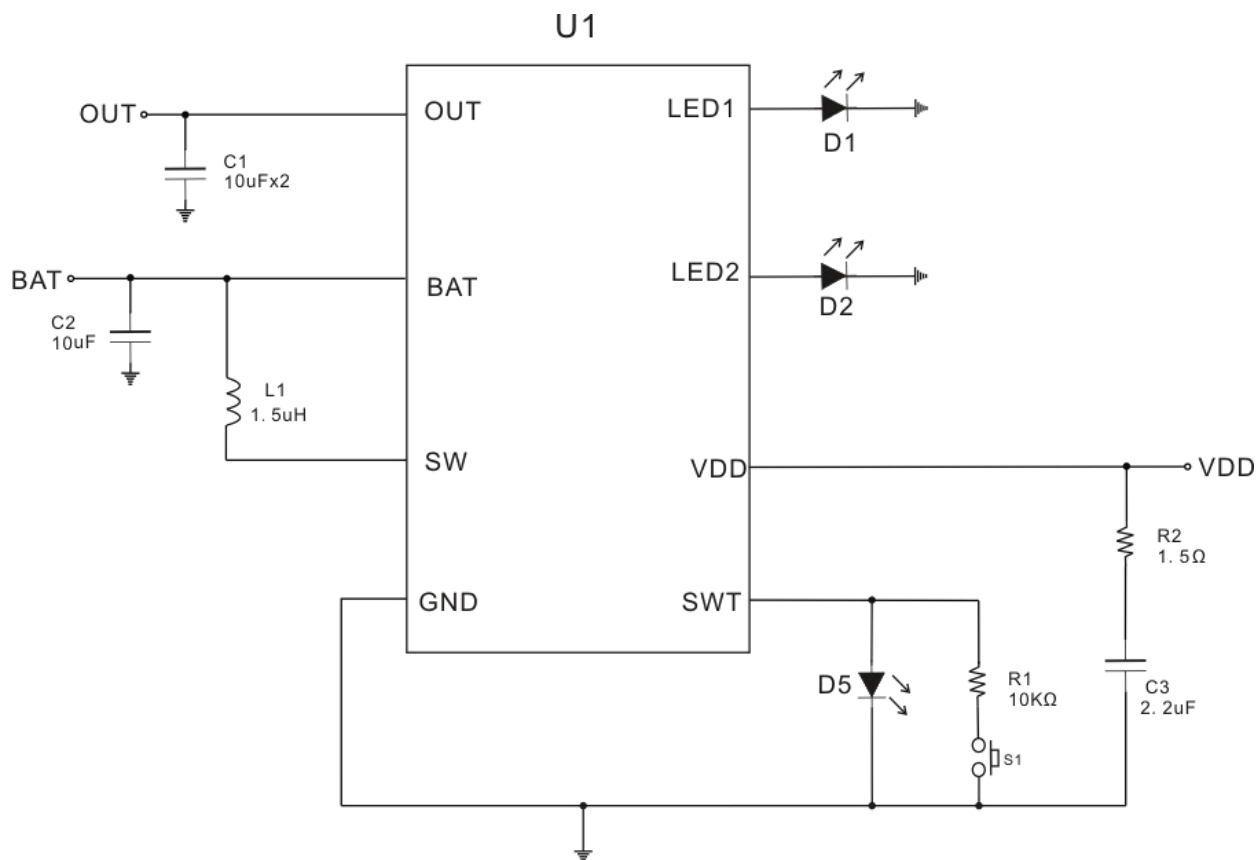 U1
OUT
OUT
LED1
C1
10uFx2
D1
BAT
BAT
LED2
C2
10uF
D2
L1
1.5uH
SW
VDD
VDD
R2
1.5Ω
GND
SWT
D5
R1
10KΩ
C3
2.2uF
S1